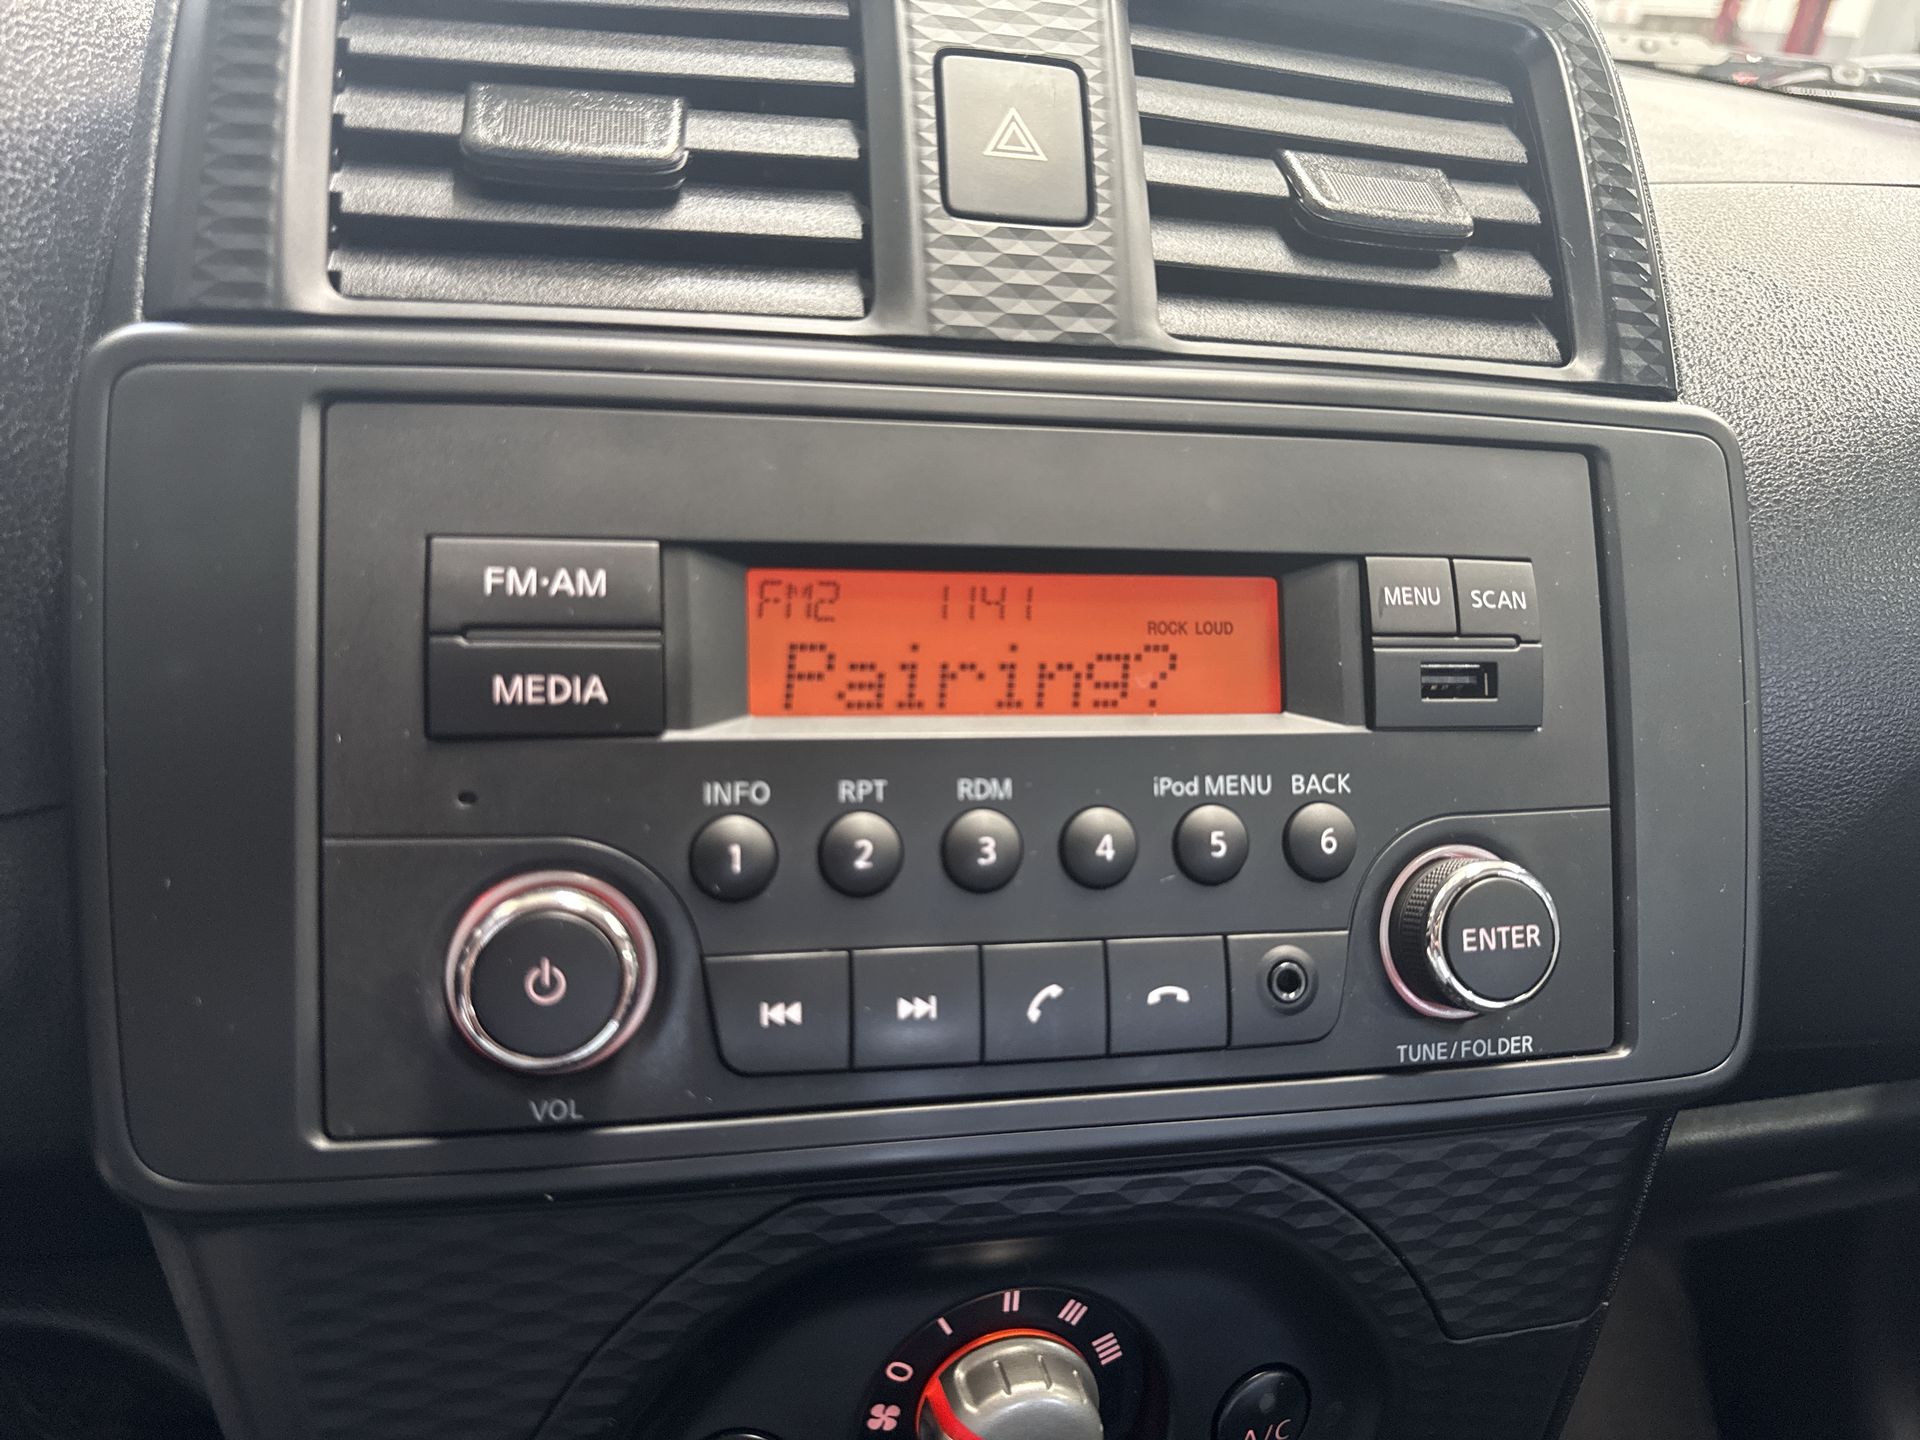 FM2 1141
ROCK LOUD
Pairing?
FM·AM
MEDIA
MENU
SCAN
INFO
RPT
RDM
iPod MENU
BACK
1
2
3
4
5
6
ENTER
TUNE/FOLDER
VOL
0
A/C